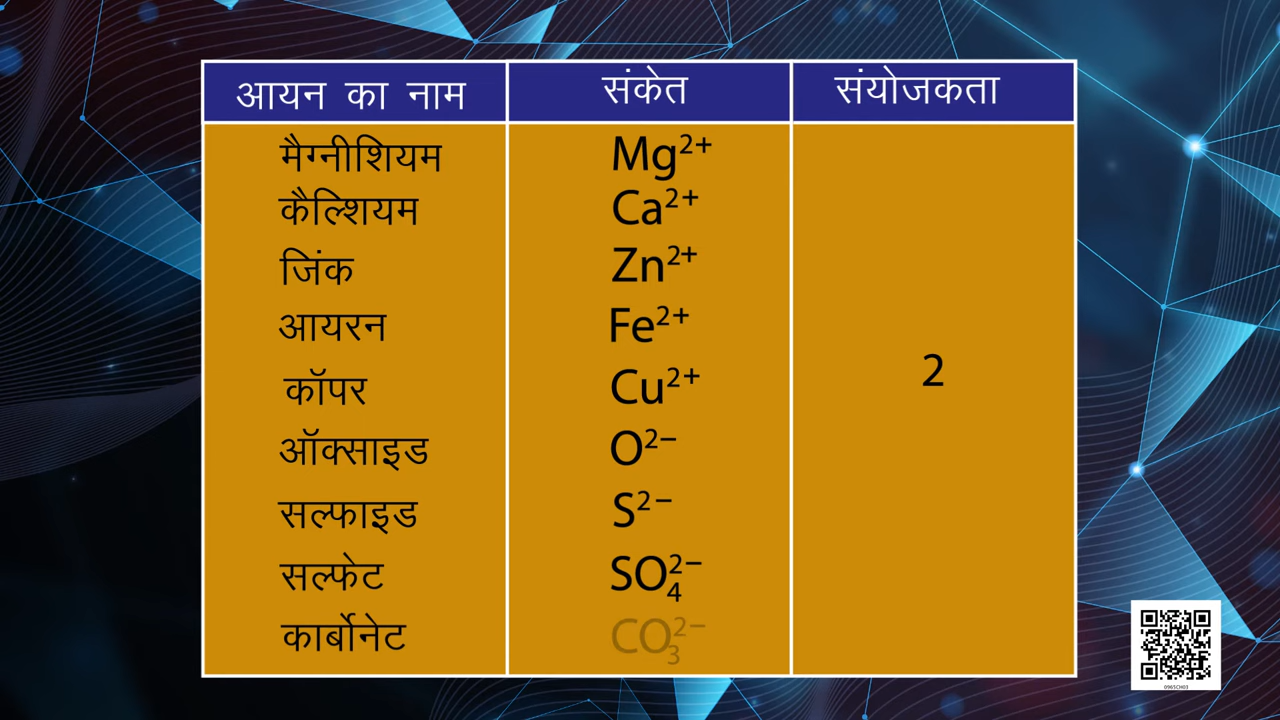 आयन का नाम संकेत संयोजकता
मैग्नीशियम Mg²⁺
कैल्शियम Ca²⁺
जिंक Zn²⁺
आयरन Fe²⁺
कॉपर Cu²⁺
2
ऑक्साइड O²⁻
सल्फाइड S²⁻
सल्फेट SO₄²⁻
कार्बोनेट CO₃²⁻
0965CH03